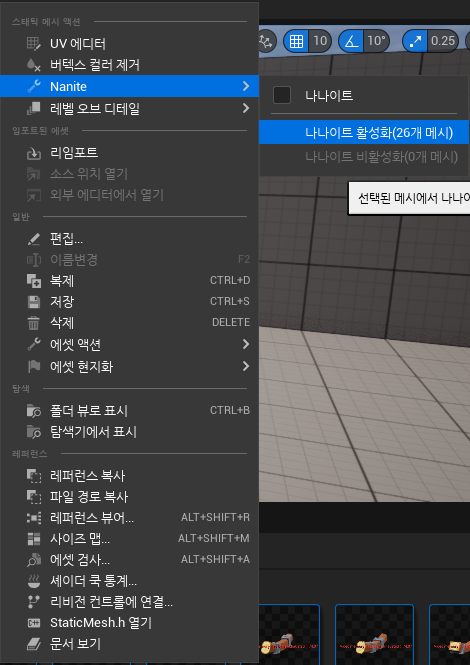 스태틱 메시 액션
UV 에디터
버텍스 컬러 제거
Nanite
레벨 오브 디테일
임포트된 에셋
리임포트
소스 위치 열기
외부 에디터에서 열기
일반
편집...
이름변경 F2
복제 CTRL+D
저장 CTRL+S
삭제 DELETE
에셋 액션
에셋 현지화
탐색
폴더 뷰로 표시 CTRL+B
탐색기에서 표시
레퍼런스
레퍼런스 복사
파일 경로 복사
레퍼런스 뷰어... ALT+SHIFT+R
사이즈 맵... ALT+SHIFT+M
에셋 검사... ALT+SHIFT+A
셰이더 쿡 통계...
리비전 컨트롤에 연결...
StaticMesh.h 열기
문서 보기
10 10° 0.25
나나이트
나나이트 활성화(26개 메시)
나나이트 비활성화(0개 메시)
선택된 메시에서 나나이